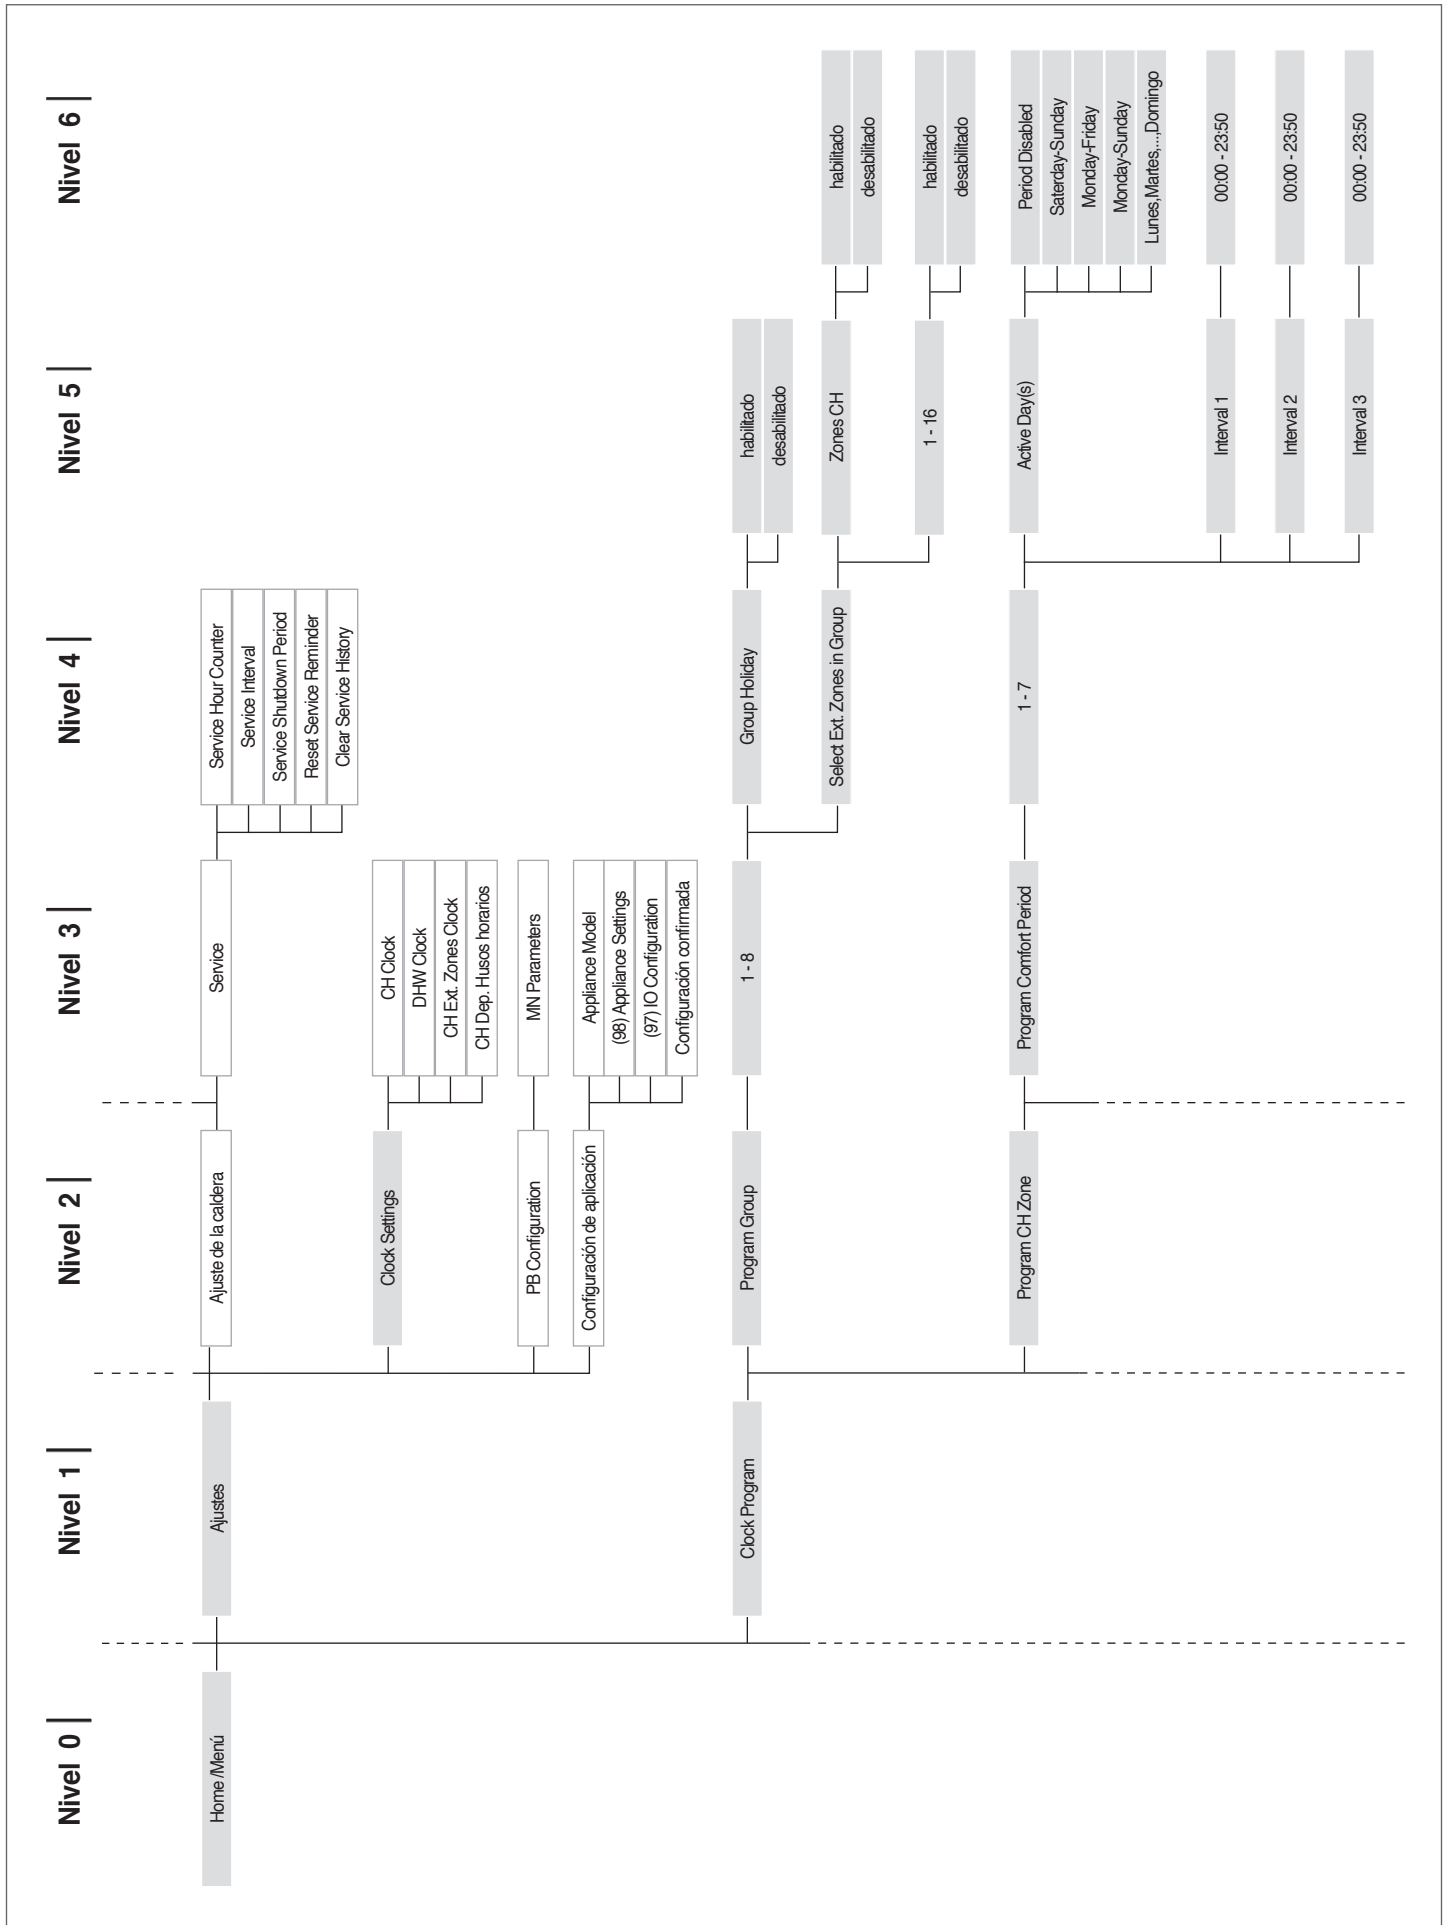 Nivel 0
Nivel 1
Nivel 2
Nivel 3
Nivel 4
Nivel 5
Nivel 6
Home /Menú
Ajustes
Ajuste de la caldera
Service
Service Hour Counter
Service Interval
Service Shutdown Period
Reset Service Reminder
Clear Service History
Clock Settings
CH Clock
DHW Clock
CH Ext. Zones Clock
CH Dep. Husos horarios
PB Configuration
MN Parameters
Configuración de aplicación
Appliance Model
(98) Appliance Settings
(97) IO Configuration
Configuración confirmada
Clock Program
Program Group
1 - 8
Group Holiday
habilitado
desabilitado
Select Ext. Zones in Group
Zones CH
habilitado
desabilitado
1 - 16
habilitado
desabilitado
Program CH Zone
Program Comfort Period
1 - 7
Active Day(s)
Period Disabled
Saterday-Sunday
Monday-Friday
Monday-Sunday
Lunes,Martes,...,Domingo
Interval 1
00:00 - 23:50
Interval 2
00:00 - 23:50
Interval 3
00:00 - 23:50